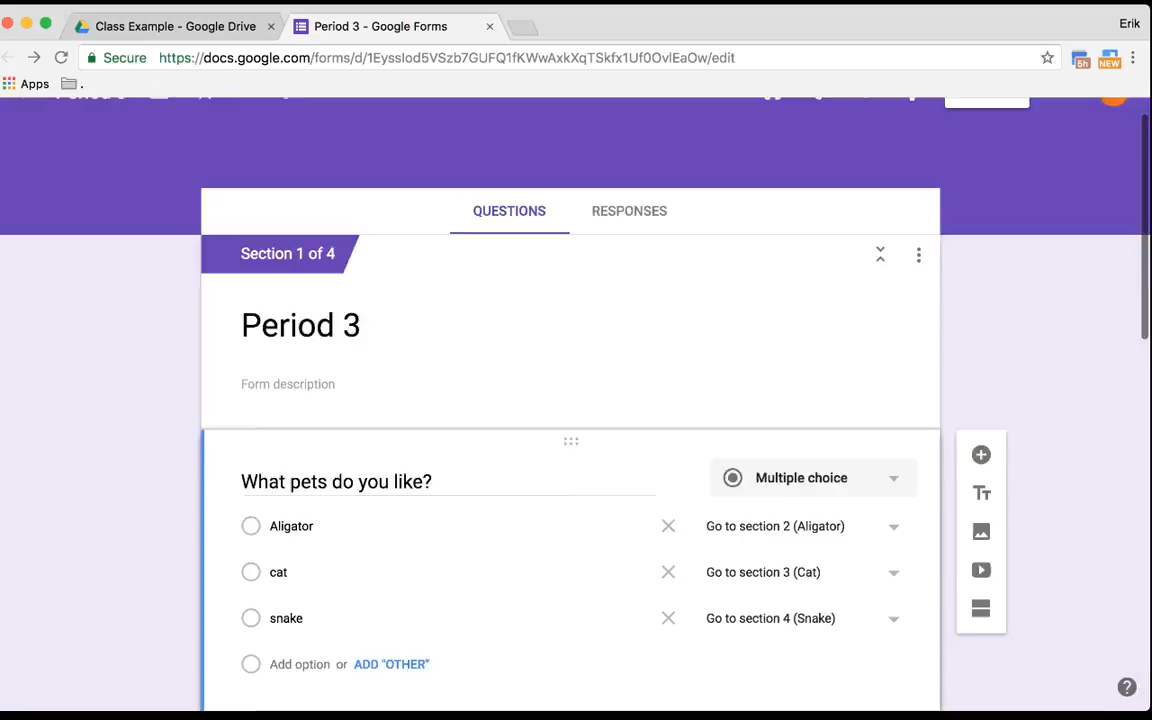 Class Example - Google Drive
Period 3 - Google Forms
Erik
Secure https://docs.google.com/forms/d/1EyssIod5VSzb7GUFQ1fKWwAxkXqTSkfx1Uf0OvlEaOw/edit
5h
NEW
Apps
.
QUESTIONS
RESPONSES
Section 1 of 4
Period 3
Form description
What pets do you like?
Multiple choice
Aligator
Go to section 2 (Aligator)
cat
Go to section 3 (Cat)
snake
Go to section 4 (Snake)
Add option or ADD "OTHER"
Tт